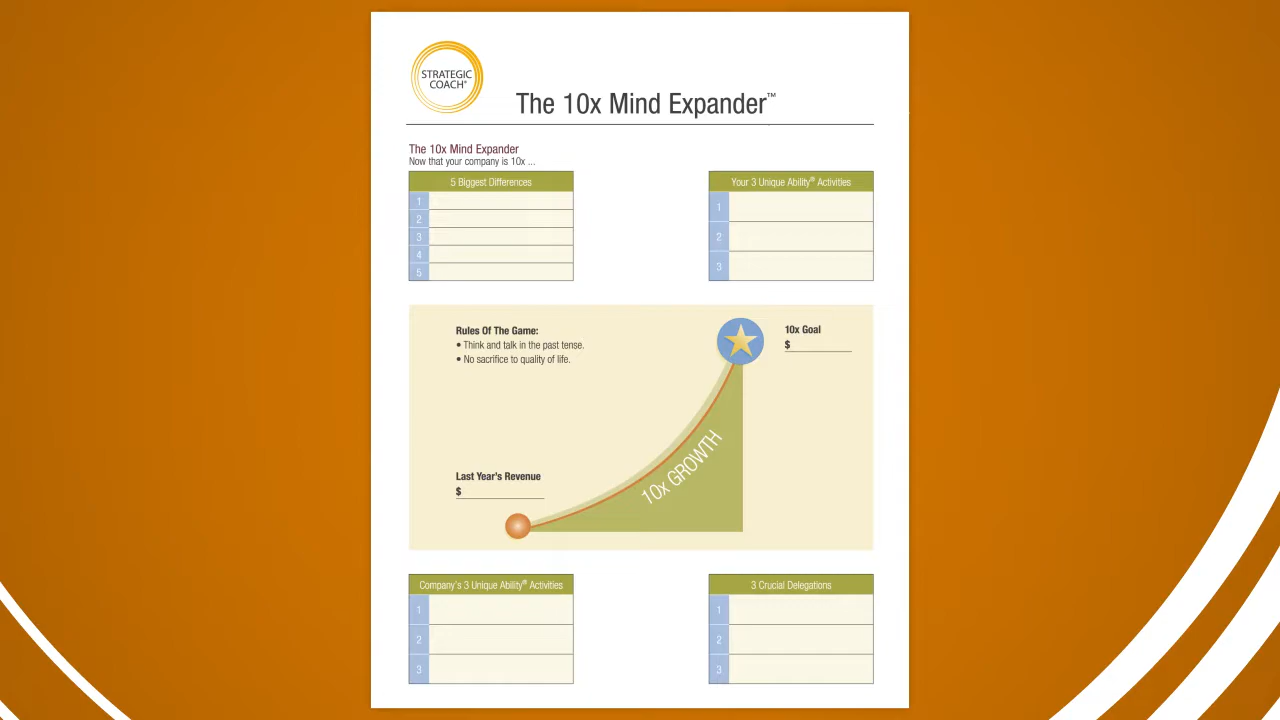 STRATEGIC
COACH®
The 10x Mind Expander™
The 10x Mind Expander
Now that your company is 10x ...
5 Biggest Differences
1
2
3
4
5
Your 3 Unique Ability® Activities
1
2
3
Rules Of The Game:
• Think and talk in the past tense.
• No sacrifice to quality of life.
10x Goal
$
10x GROWTH
Last Year's Revenue
$
Company's 3 Unique Ability® Activities
1
2
3
3 Crucial Delegations
1
2
3